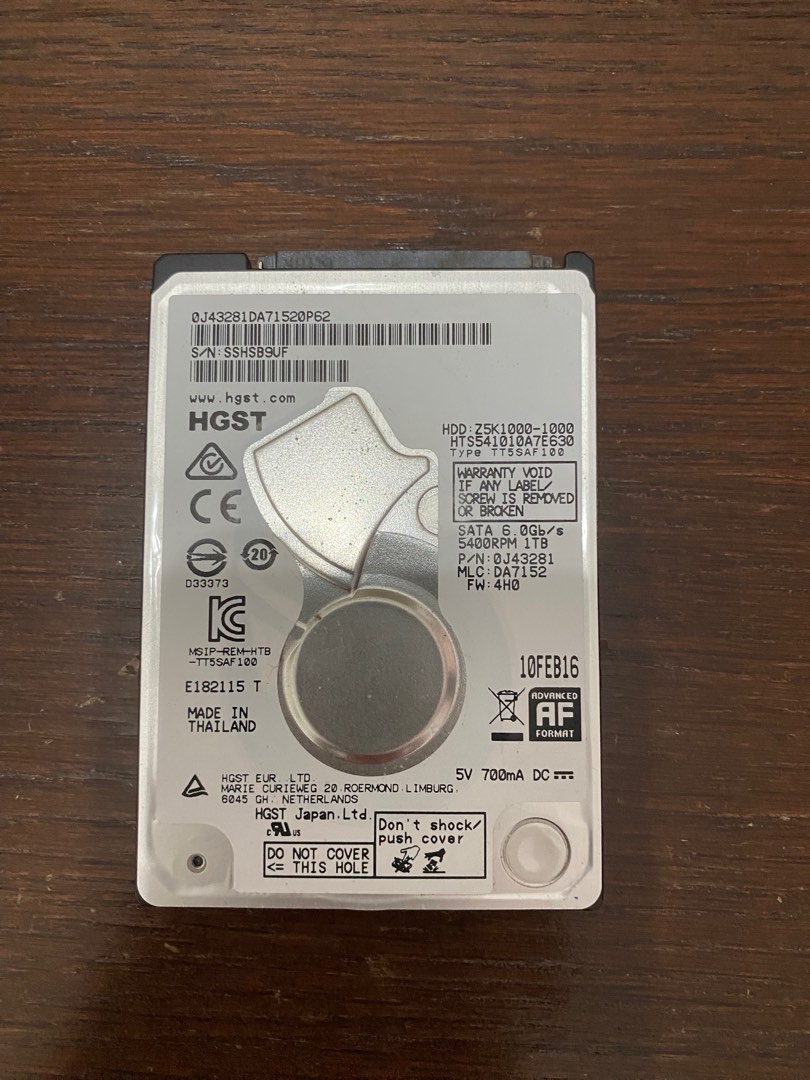 0J43281DA71520P62
S/N:SSHSB9UF
www.hgst.com
HGST
HDD:Z5K1000-1000
HTS541010A7E630
Type TT5SAF100
WARRANTY VOID
IF ANY LABEL/
SCREW IS REMOVED
OR BROKEN
SATA 6.0Gb/s
5400RPM 1TB
P/N:0J43281
MLC:DA7152
FW:4H0
CE
20
D33373
MSIP-REM-HTB
-TT5SAF100
E182115 T
MADE IN
THAILAND
10FEB16
ADVANCED
AF
FORMAT
5V 700mA DC
HGST EUR. LTD.
MARIE CURIEWEG 20,ROERMOND,LIMBURG,
6045 GH, NETHERLANDS
HGST Japan,Ltd.
c RU US
DO NOT COVER
<= THIS HOLE
Don't shock/
push cover